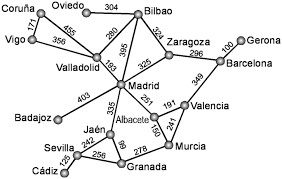 Coruña
Oviedo
304
Bilbao
171
455
Vigo
356
280
395
324
Zaragoza
Gerona
100
Valladolid
193
325
296
Barcelona
Madrid
349
403
335
251
Badajoz
Albacete
191
Valencia
150
241
Jaén
Sevilla
242
99
278
Murcia
125
256
Cádiz
Granada